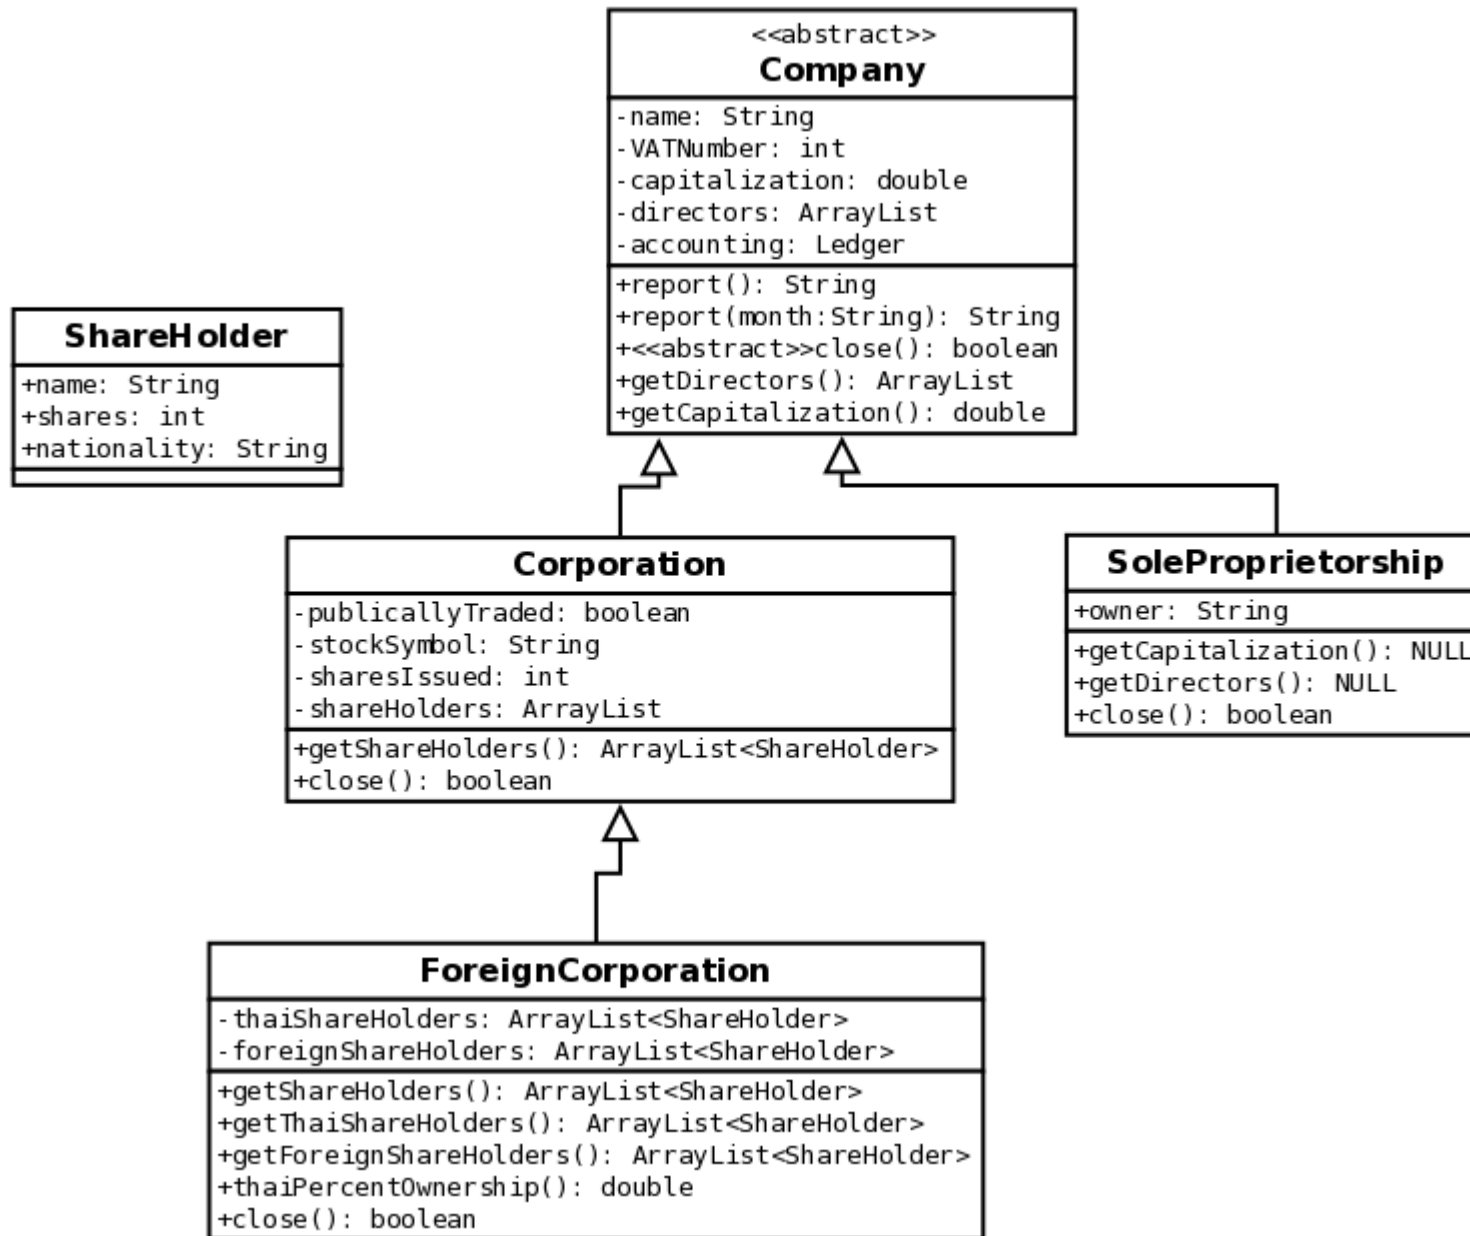 <<abstract>>
Company
-name: String
-VATNumber: int
-capitalization: double
-directors: ArrayList
-accounting: Ledger
+report(): String
+report(month:String): String
+<<abstract>>close(): boolean
+getDirectors(): ArrayList
+getCapitalization(): double
ShareHolder
+name: String
+shares: int
+nationality: String
Corporation
-publicallyTraded: boolean
-stockSymbol: String
-sharesIssued: int
-shareHolders: ArrayList
+getShareHolders(): ArrayList<ShareHolder>
+close(): boolean
SoleProprietorship
+owner: String
+getCapitalization(): NULL
+getDirectors(): NULL
+close(): boolean
ForeignCorporation
-thaiShareHolders: ArrayList<ShareHolder>
-foreignShareHolders: ArrayList<ShareHolder>
+getShareHolders(): ArrayList<ShareHolder>
+getThaiShareHolders(): ArrayList<ShareHolder>
+getForeignShareHolders(): ArrayList<ShareHolder>
+thaiPercentOwnership(): double
+close(): boolean